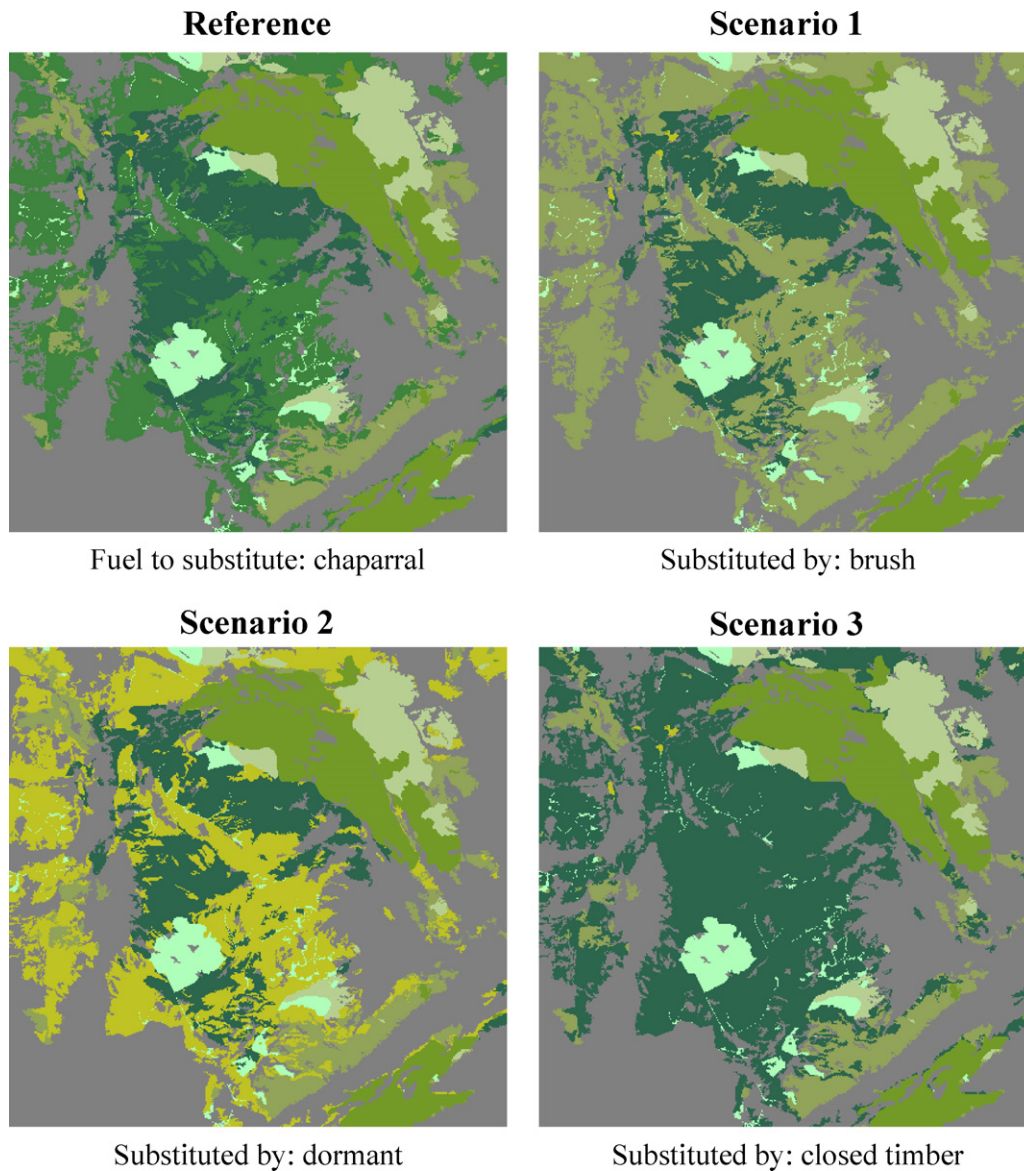 Reference
Scenario 1
Fuel to substitute: chaparral
Substituted by: brush
Scenario 2
Scenario 3
Substituted by: dormant
Substituted by: closed timber